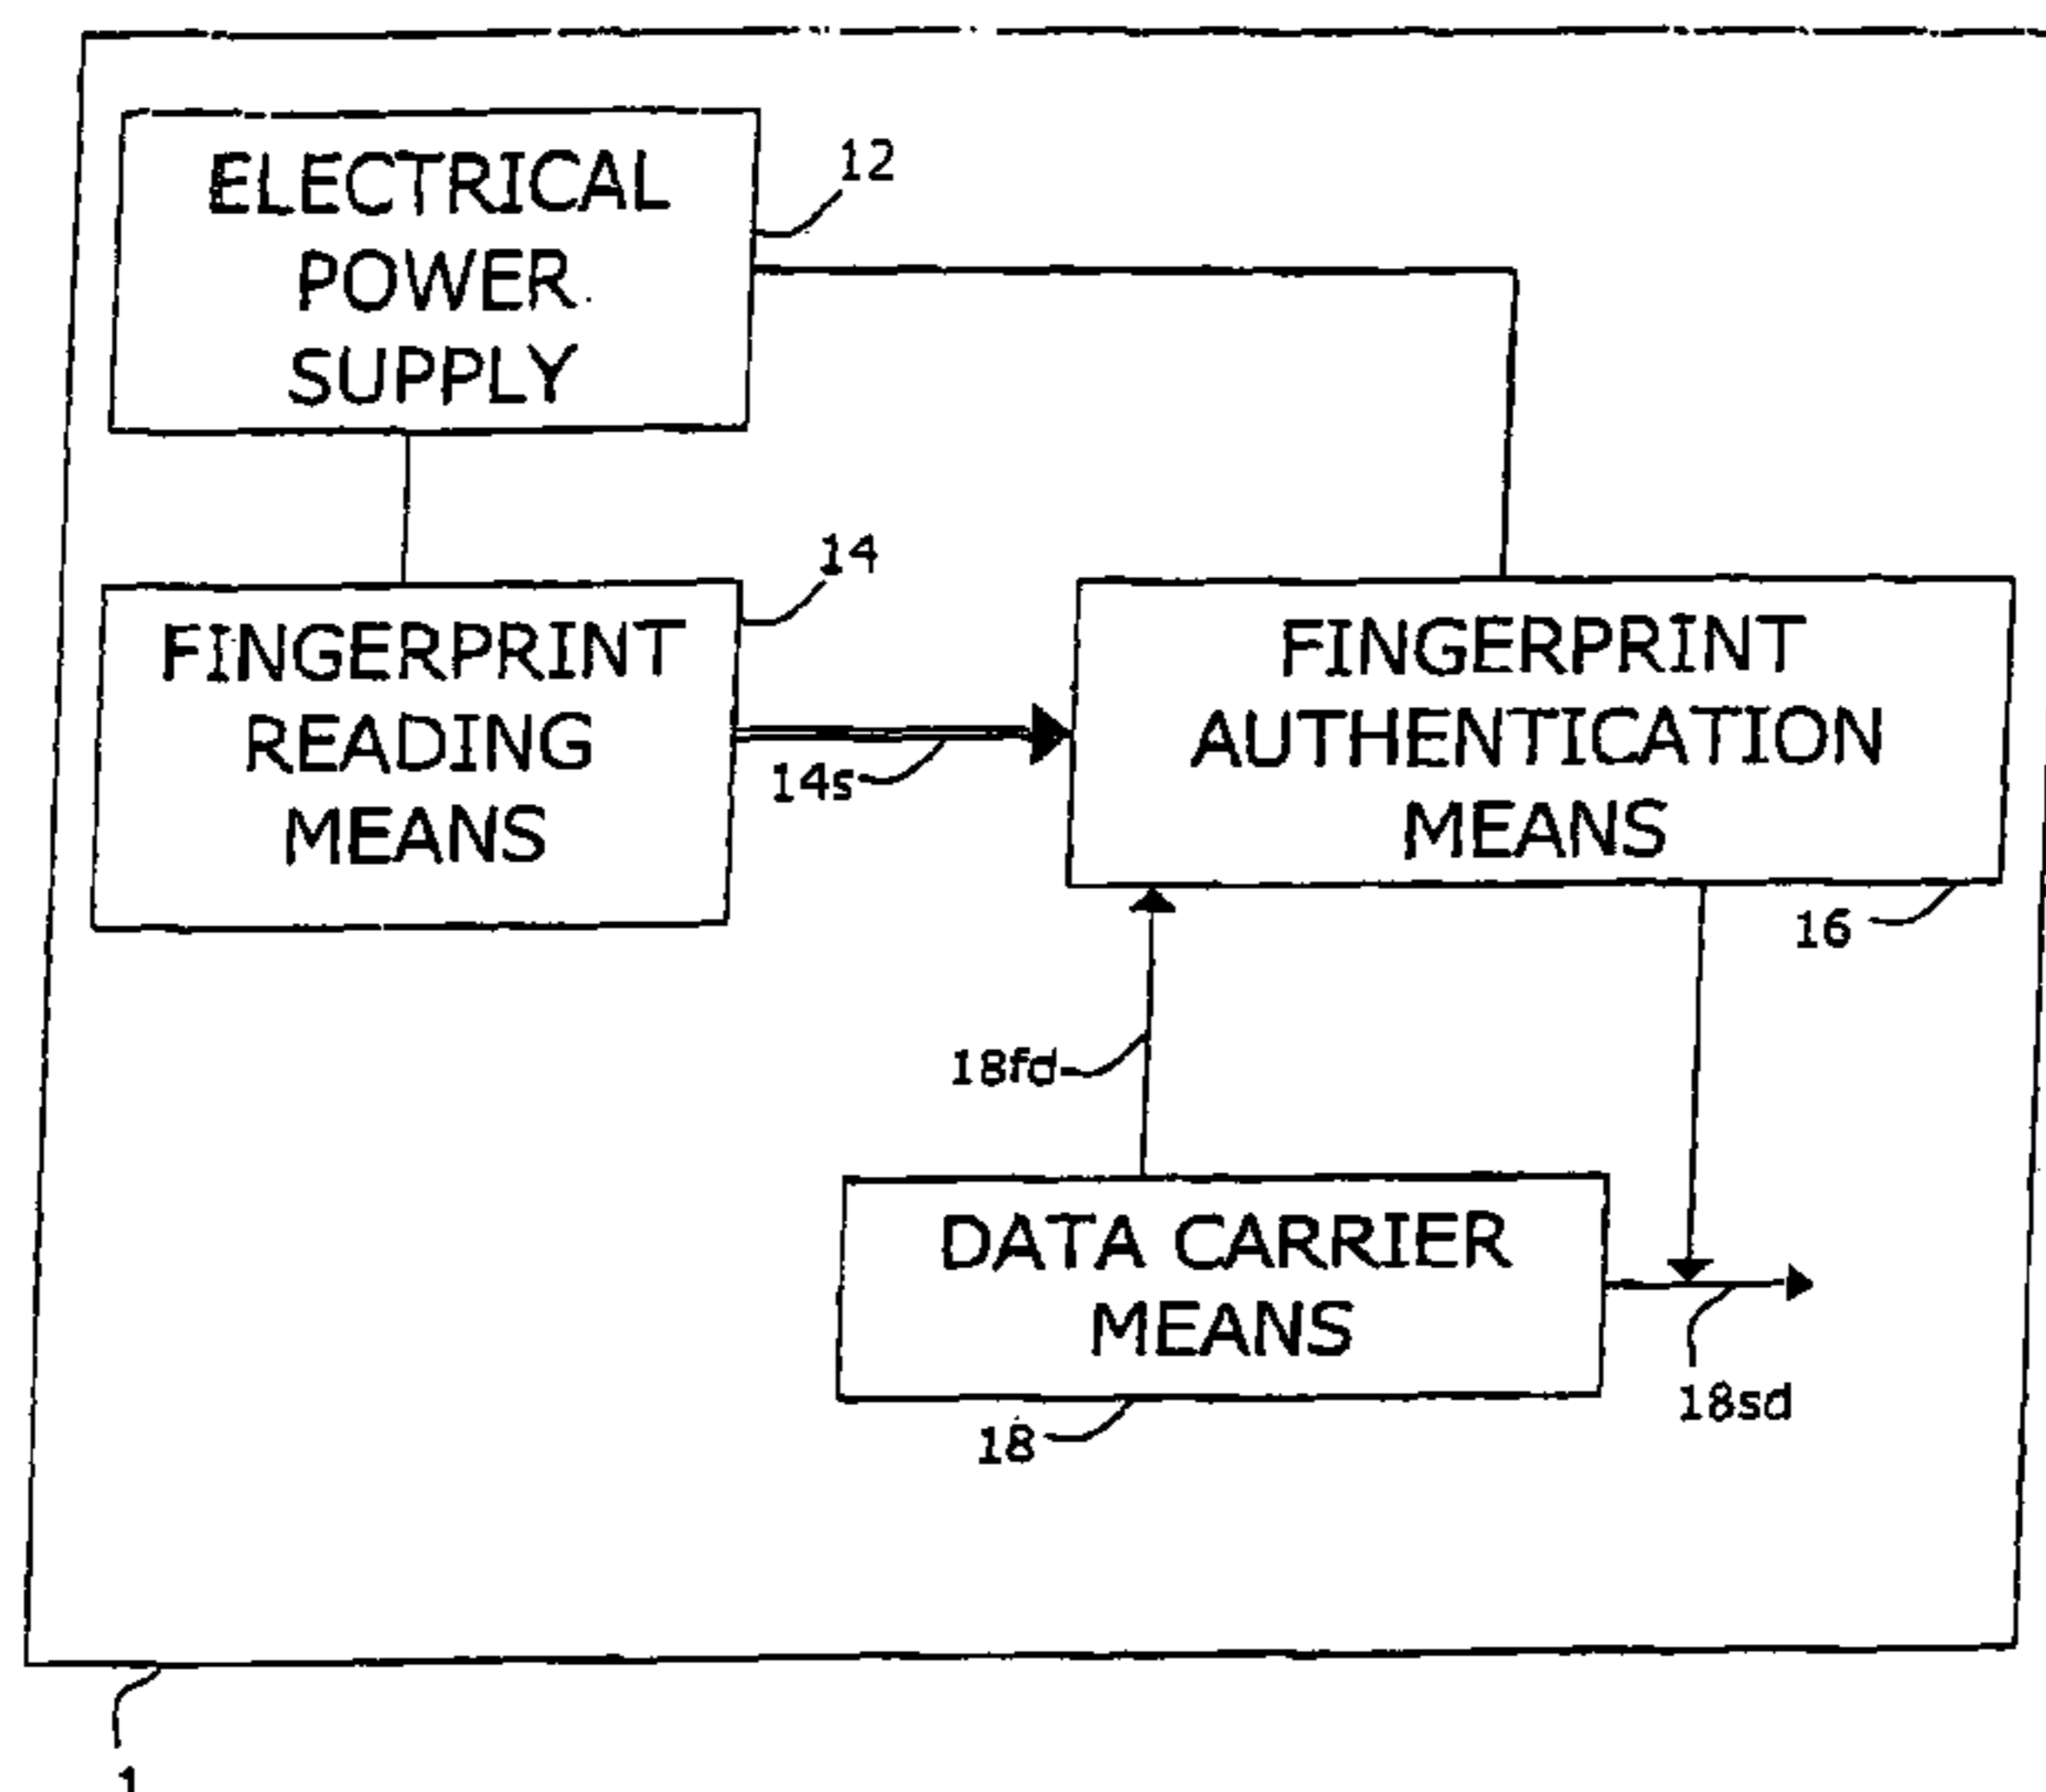 ELECTRICAL
POWER
SUPPLY
12
FINGERPRINT
READING
MEANS
14
14s
FINGERPRINT
AUTHENTICATION
MEANS
16
18fd
DATA CARRIER
MEANS
18
18sd
1